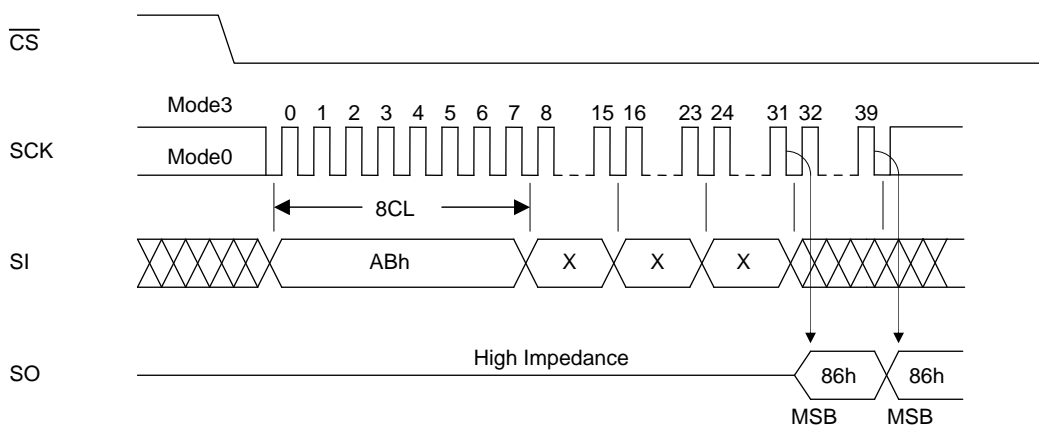 CS
Mode3
0 1 2 3 4 5 6 7 8 15 16 23 24 31 32 39
SCK
Mode0
8CL
SI
ABh X X X
High Impedance
SO
86h 86h
MSB MSB